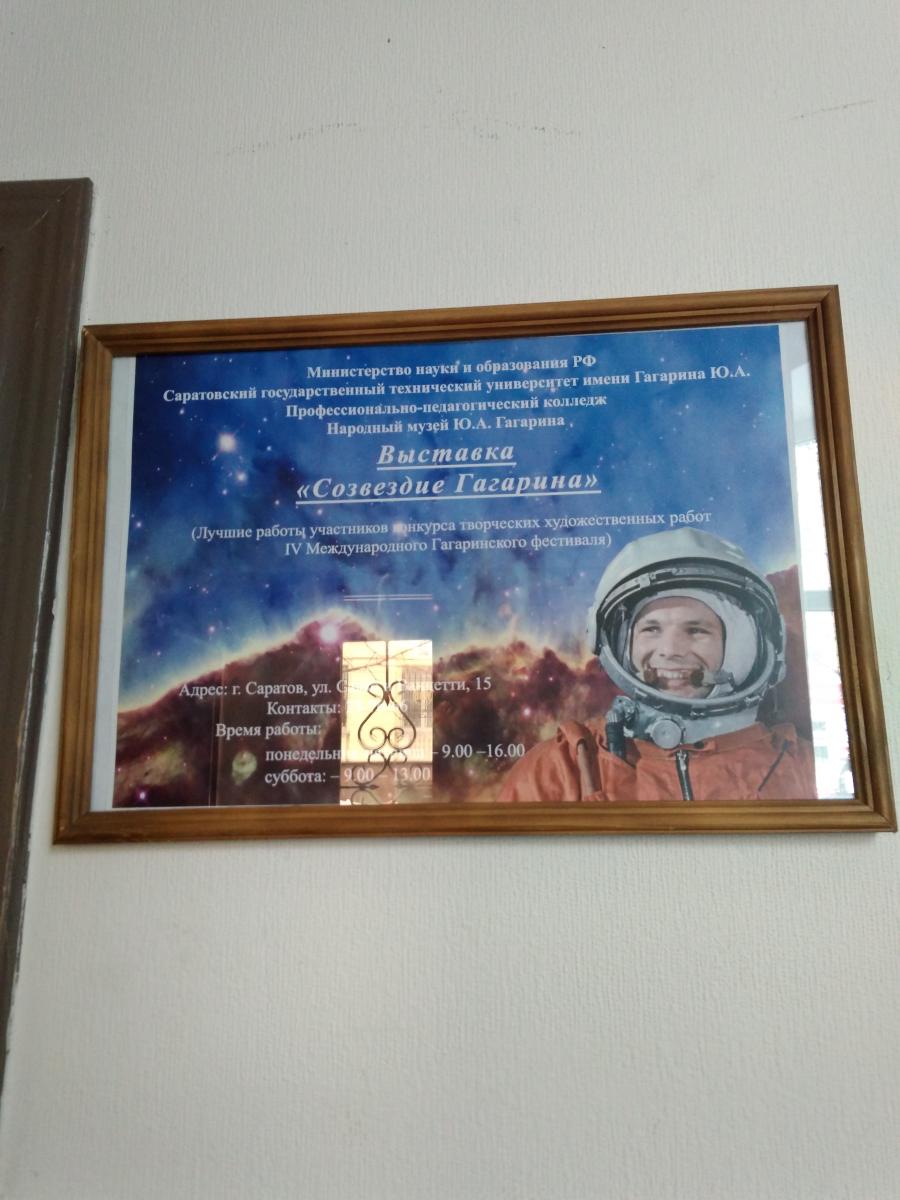 Министерство науки и образования РФ
Саратовский государственный технический университет имени Гагарина Ю.А.
Профессионально-педагогический колледж
Народный музей Ю.А. Гагарина
Выставка
«Созвездие Гагарина»
(Лучшие работы участников конкурса творческих художественных работ
IV Международного Гагаринского фестиваля)
Адрес: г. Саратов, ул. 15
Контакты:
Время работы:
– 9.00 –16.00
суббота: – 9.00 13.00